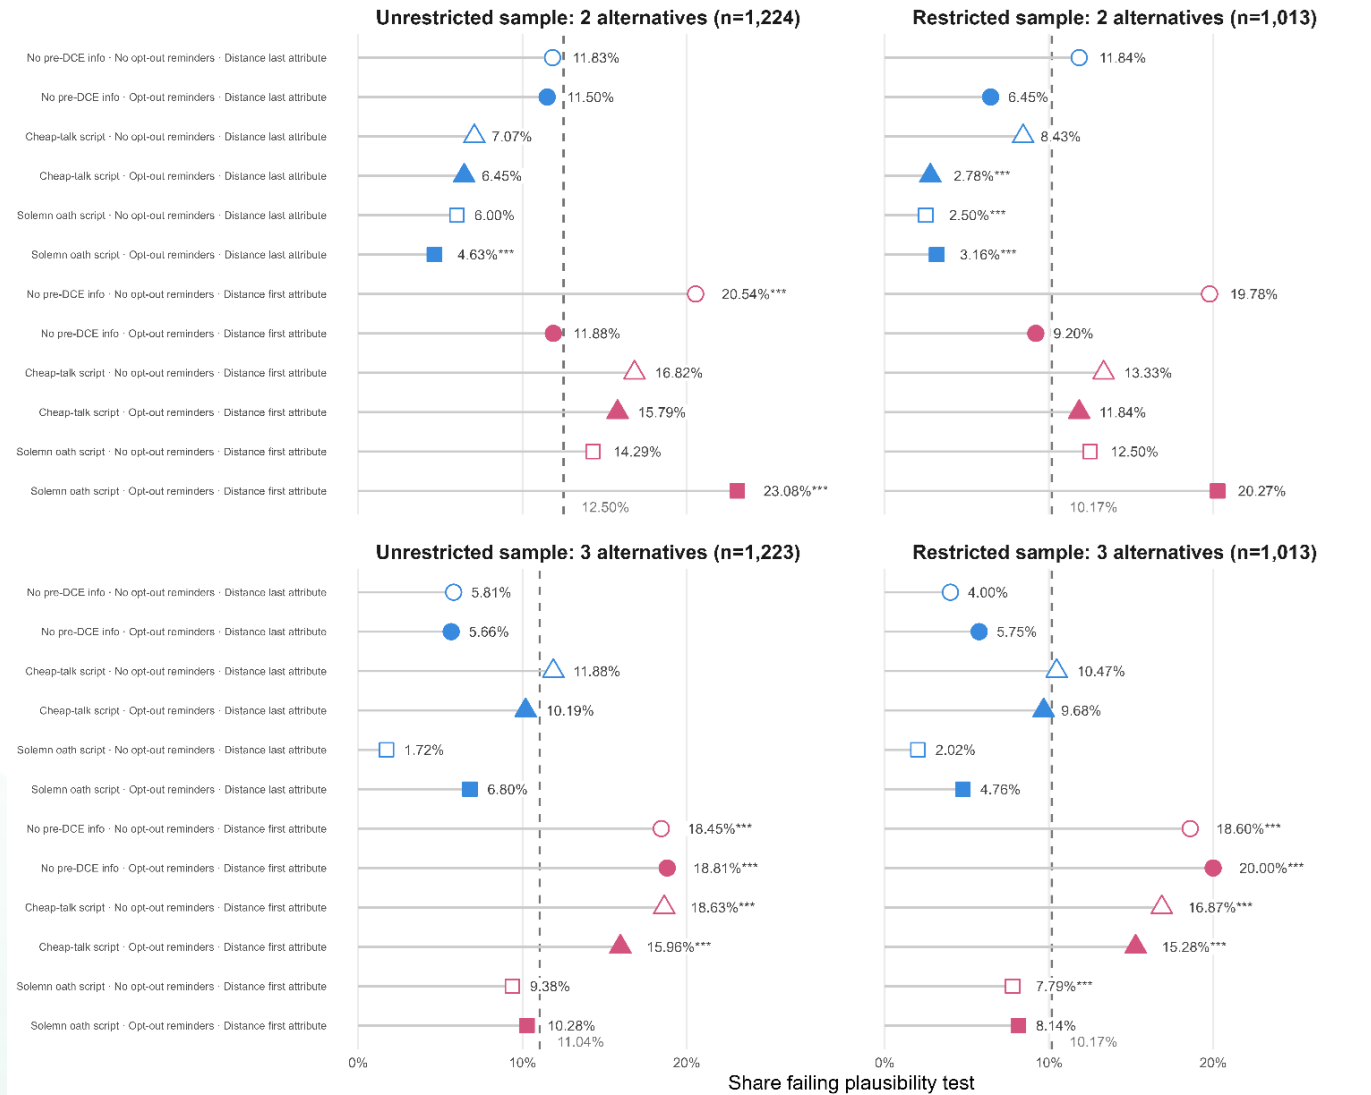 Unrestricted sample: 2 alternatives (n=1,224)
No pre-DCE info · No opt-out reminders · Distance last attribute 11.83%
No pre-DCE info · Opt-out reminders · Distance last attribute 11.50%
Cheap-talk script · No opt-out reminders · Distance last attribute 7.07%
Cheap-talk script · Opt-out reminders · Distance last attribute 6.45%
Solemn oath script · No opt-out reminders · Distance last attribute 6.00%
Solemn oath script · Opt-out reminders · Distance last attribute 4.63%***
No pre-DCE info · No opt-out reminders · Distance first attribute 20.54%***
No pre-DCE info · Opt-out reminders · Distance first attribute 11.88%
Cheap-talk script · No opt-out reminders · Distance first attribute 16.82%
Cheap-talk script · Opt-out reminders · Distance first attribute 15.79%
Solemn oath script · No opt-out reminders · Distance first attribute 14.29%
Solemn oath script · Opt-out reminders · Distance first attribute 23.08%***
12.50%
Restricted sample: 2 alternatives (n=1,013)
11.84%
6.45%
8.43%
2.78%***
2.50%***
3.16%***
19.78%
9.20%
13.33%
11.84%
12.50%
20.27%
10.17%
Unrestricted sample: 3 alternatives (n=1,223)
No pre-DCE info · No opt-out reminders · Distance last attribute 5.81%
No pre-DCE info · Opt-out reminders · Distance last attribute 5.66%
Cheap-talk script · No opt-out reminders · Distance last attribute 11.88%
Cheap-talk script · Opt-out reminders · Distance last attribute 10.19%
Solemn oath script · No opt-out reminders · Distance last attribute 1.72%
Solemn oath script · Opt-out reminders · Distance last attribute 6.80%
No pre-DCE info · No opt-out reminders · Distance first attribute 18.45%***
No pre-DCE info · Opt-out reminders · Distance first attribute 18.81%***
Cheap-talk script · No opt-out reminders · Distance first attribute 18.63%***
Cheap-talk script · Opt-out reminders · Distance first attribute 15.96%***
Solemn oath script · No opt-out reminders · Distance first attribute 9.38%
Solemn oath script · Opt-out reminders · Distance first attribute 10.28%
11.04%
0% 10% 20%
Restricted sample: 3 alternatives (n=1,013)
4.00%
5.75%
10.47%
9.68%
2.02%
4.76%
18.60%***
20.00%***
16.87%***
15.28%***
7.79%***
8.14%
10.17%
0% 10% 20%
Share failing plausibility test